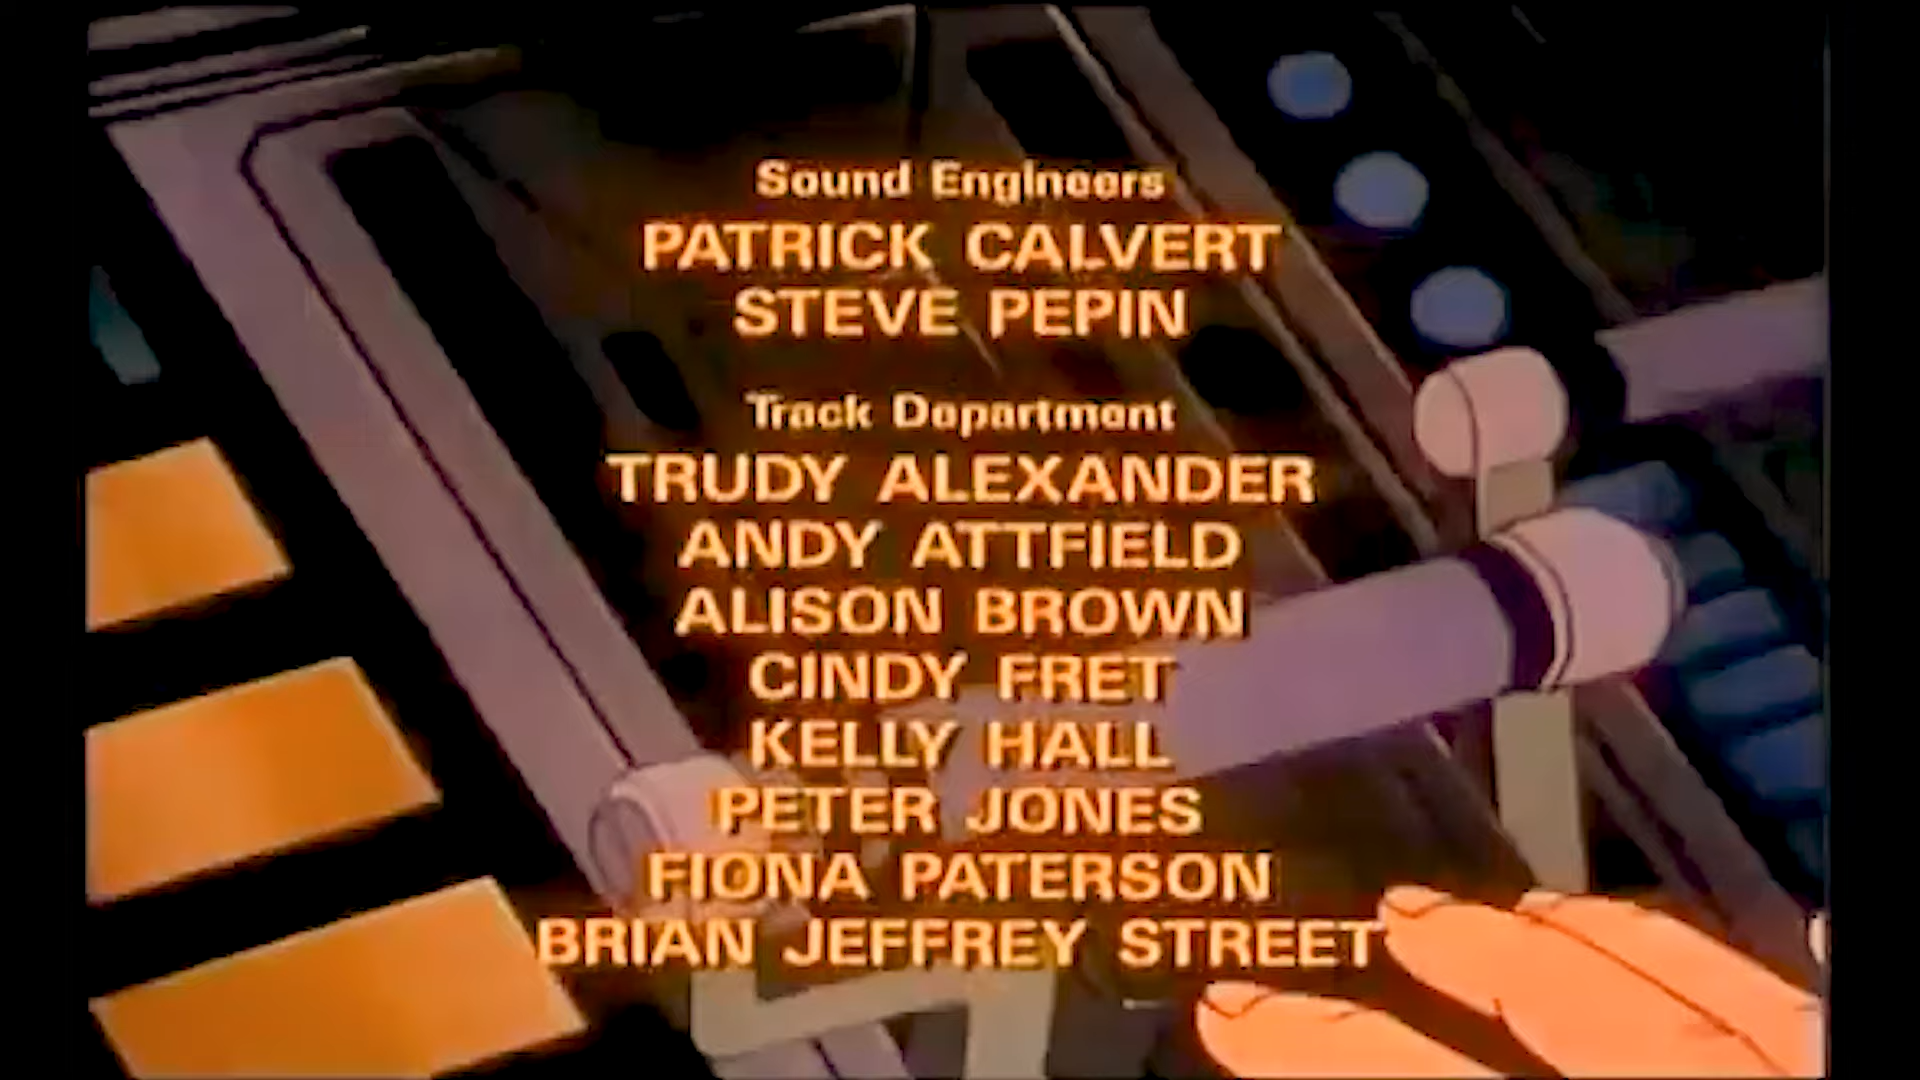 Sound Engineers
PATRICK CALVERT
STEVE PEPIN
Track Department
TRUDY ALEXANDER
ANDY ATTFIELD
ALISON BROWN
CINDY FRET
KELLY HALL
PETER JONES
FIONA PATERSON
BRIAN JEFFREY STREET